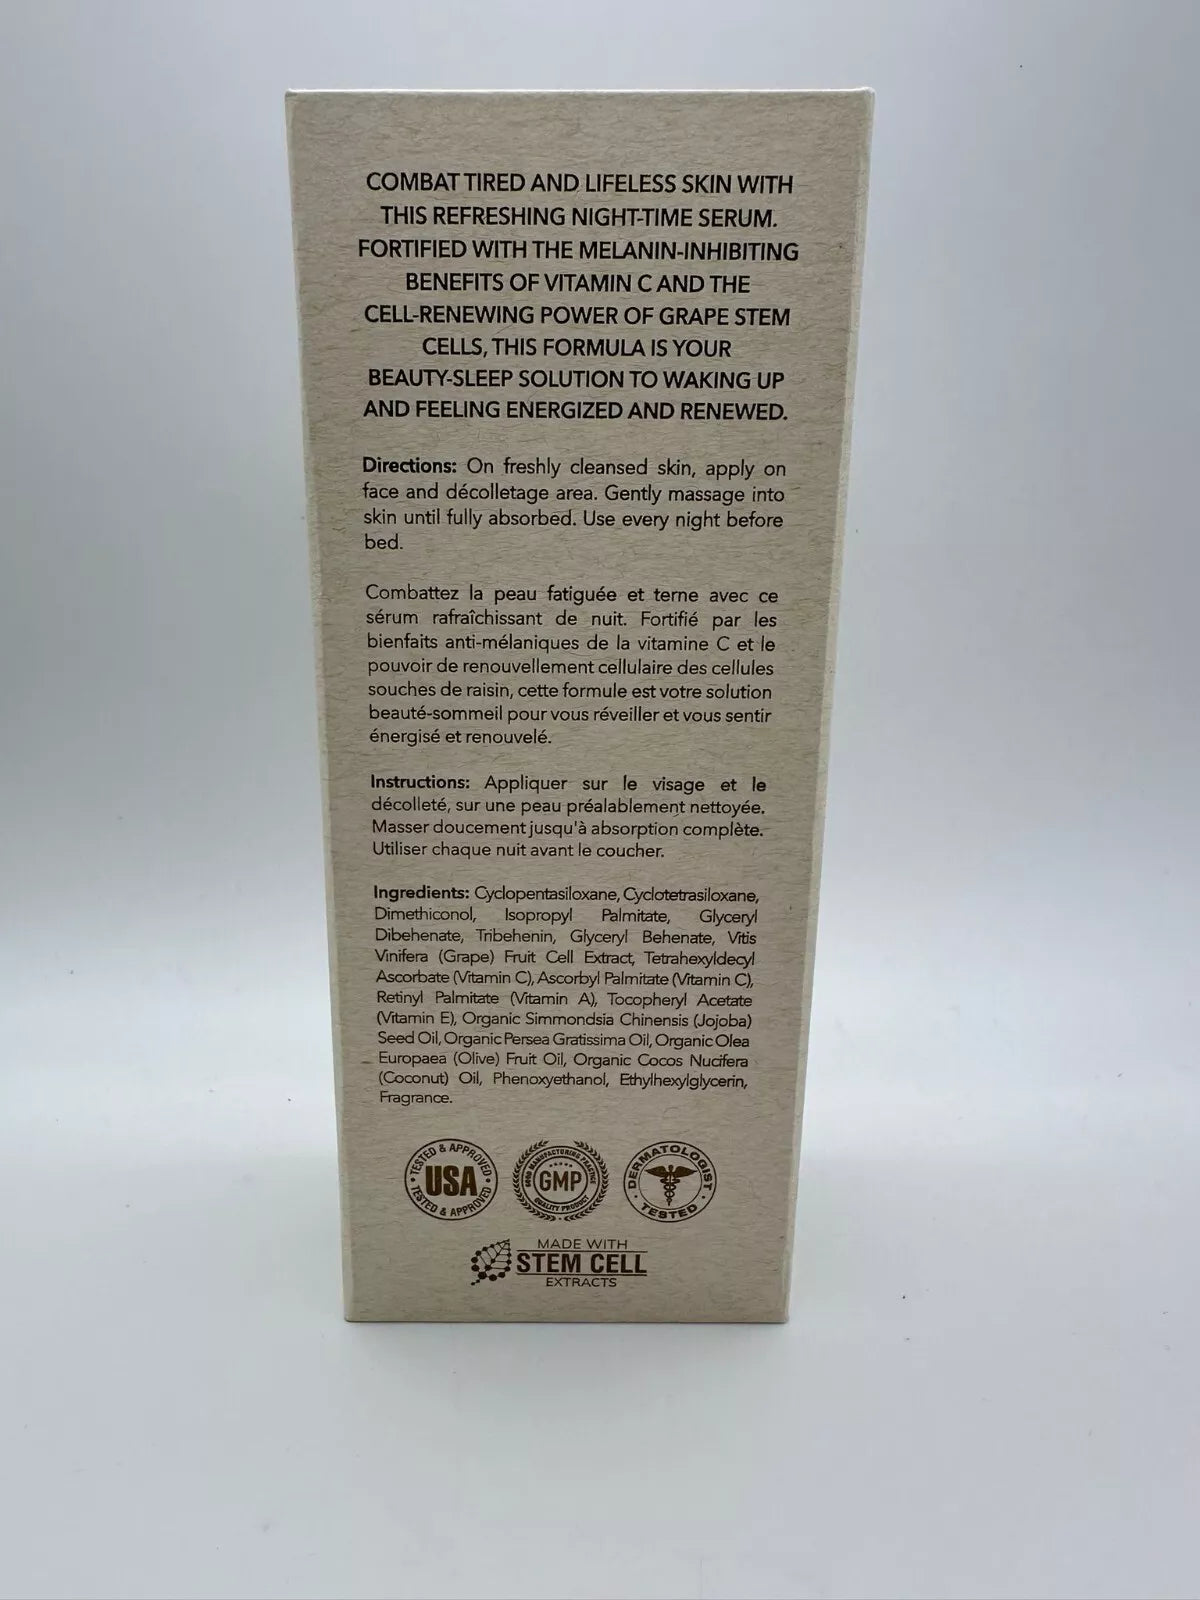 COMBAT TIRED AND LIFELESS SKIN WITH
THIS REFRESHING NIGHT-TIME SERUM.
FORTIFIED WITH THE MELANIN-INHIBITING
BENEFITS OF VITAMIN C AND THE
CELL-RENEWING POWER OF GRAPE STEM
CELLS, THIS FORMULA IS YOUR
BEAUTY-SLEEP SOLUTION TO WAKING UP
AND FEELING ENERGIZED AND RENEWED.
Directions: On freshly cleansed skin, apply on
face and décolletage area. Gently massage into
skin until fully absorbed. Use every night before
bed.
Combattez la peau fatiguée et terne avec ce
sérum rafraîchissant de nuit. Fortifié par les
bienfaits anti-mélaniques de la vitamine C et le
pouvoir de renouvellement cellulaire des cellules
souches de raisin, cette formule est votre solution
beauté-sommeil pour vous réveiller et vous sentir
énergisé et renouvelé.
Instructions: Appliquer sur le visage et le
décolleté, sur une peau préalablement nettoyée.
Masser doucement jusqu'à absorption complète.
Utiliser chaque nuit avant le coucher.
Ingredients: Cyclopentasiloxane, Cyclotetrasiloxane,
Dimethiconol, Isopropyl Palmitate, Glyceryl
Dibehenate, Tribehenin, Glyceryl Behenate, Vitis
Vinifera (Grape) Fruit Cell Extract, Tetrahexyldecyl
Ascorbate (Vitamin C), Ascorbyl Palmitate (Vitamin C),
Retinyl Palmitate (Vitamin A), Tocopheryl Acetate
(Vitamin E), Organic Simmondsia Chinensis (Jojoba)
Seed Oil, Organic Persea Gratissima Oil, Organic Olea
Europaea (Olive) Fruit Oil, Organic Cocos Nucifera
(Coconut) Oil, Phenoxyethanol, Ethylhexylglycerin,
Fragrance.
TESTED & APPROVED
USA
TESTED & APPROVED
GOOD MANUFACTURING PRACTICE
GMP
QUALITY PRODUCT
DERMATOLOGIST
TESTED
MADE WITH
STEM CELL
EXTRACTS